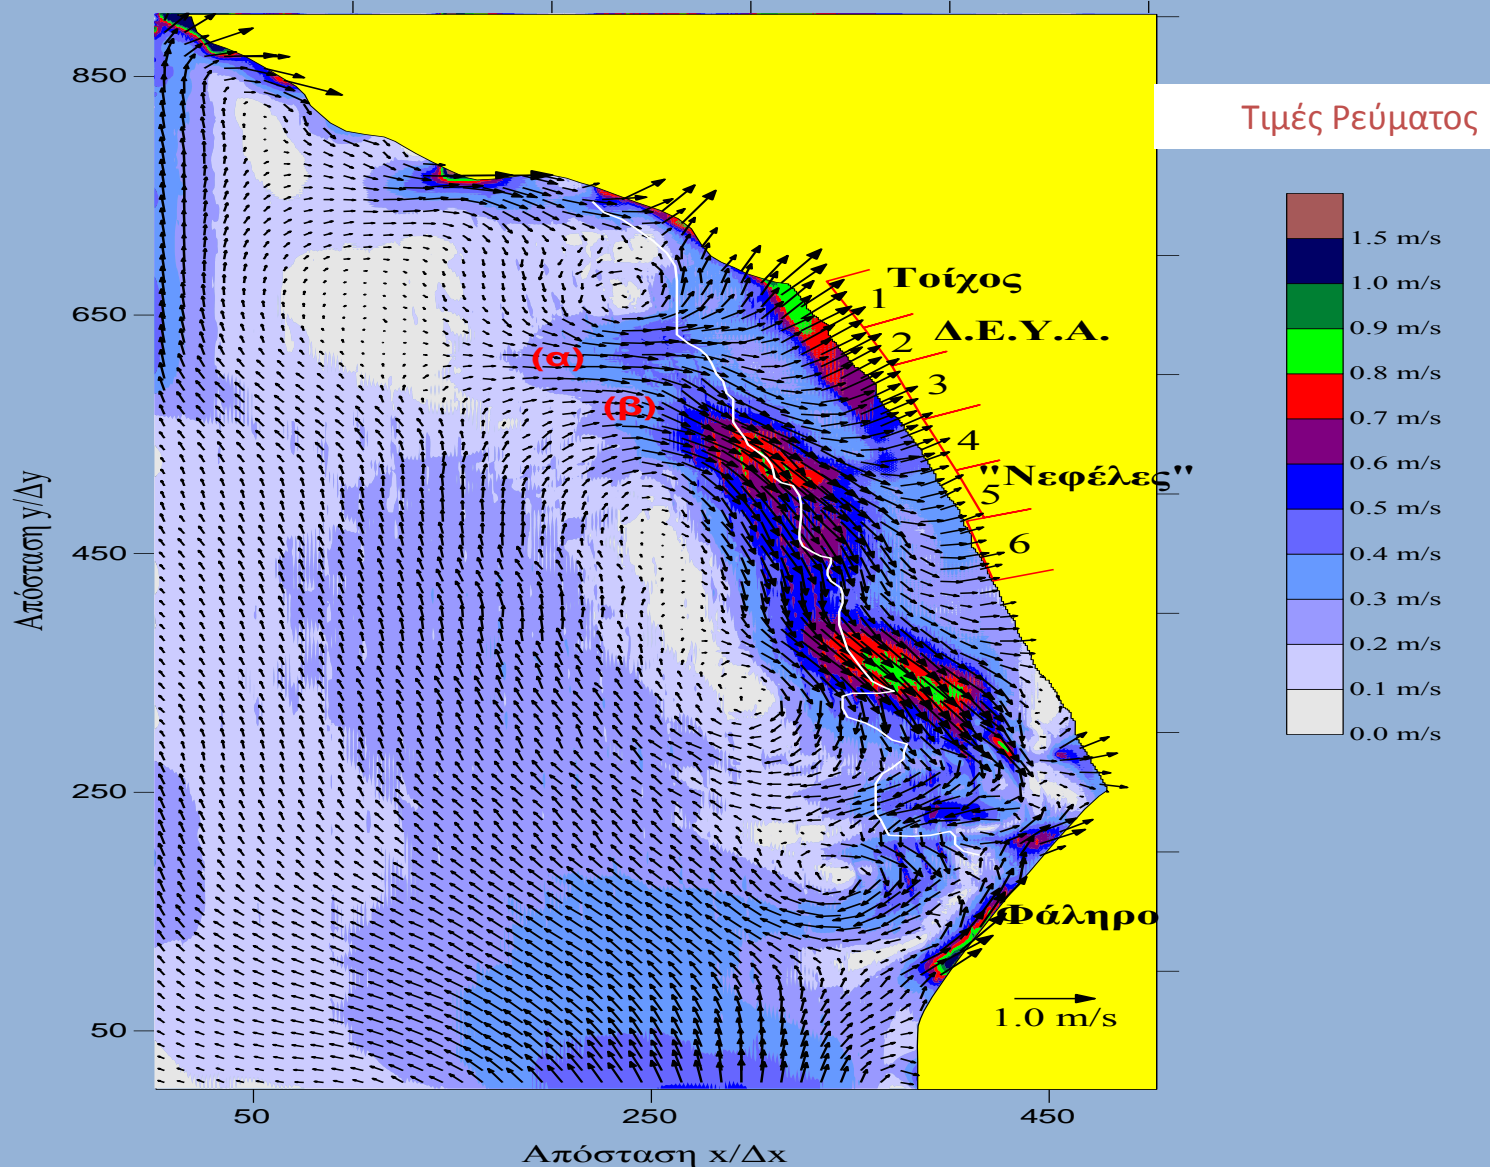 Τιμές Ρεύματος
1.5 m/s
1.0 m/s
0.9 m/s
0.8 m/s
0.7 m/s
0.6 m/s
0.5 m/s
0.4 m/s
0.3 m/s
0.2 m/s
0.1 m/s
0.0 m/s
850
650
450
250
50
Απόσταση y/Δy
Τοίχος
1
Δ.Ε.Υ.Α.
2
(α)
3
(β)
4
"Νεφέλες"
5
6
Φάληρο
1.0 m/s
50
250
450
Απόσταση x/Δx